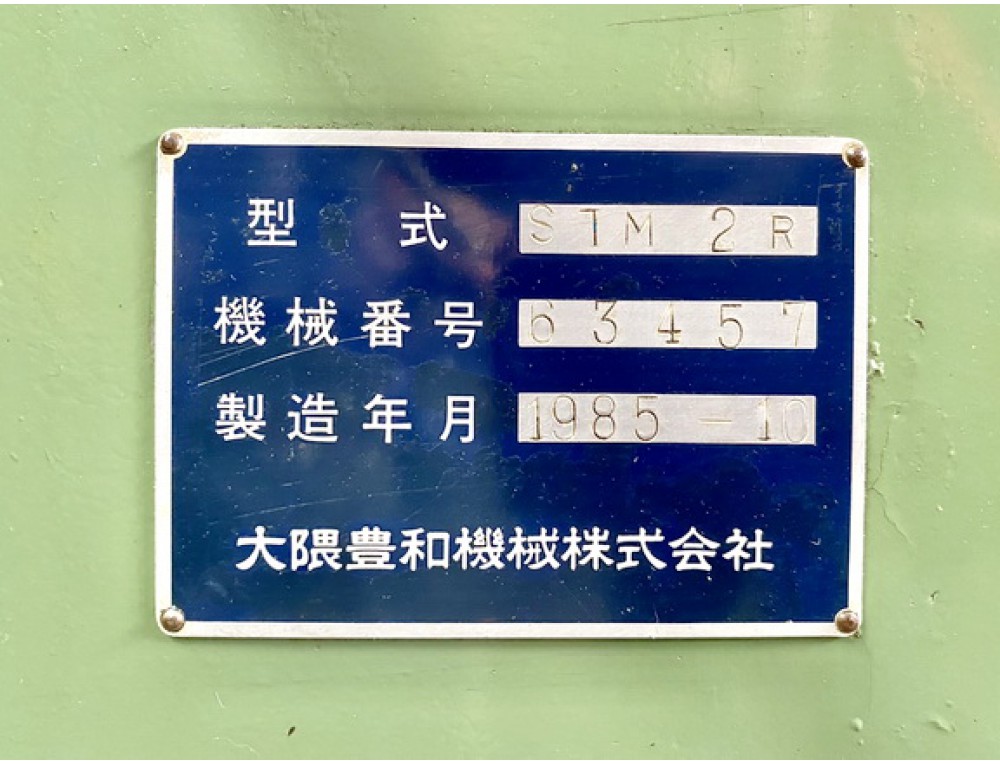 型式 STM 2R
機械番号 63457
製造年月 1985-10
大隈豊和機械株式会社